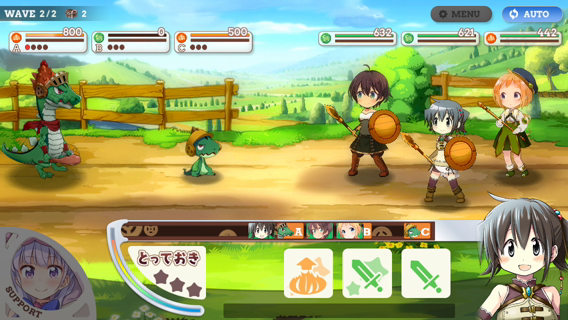 WAVE 2/2 2
MENU
AUTO
800
A
0
B
500
C
632
621
442
A B C
とっておき
SUPPORT